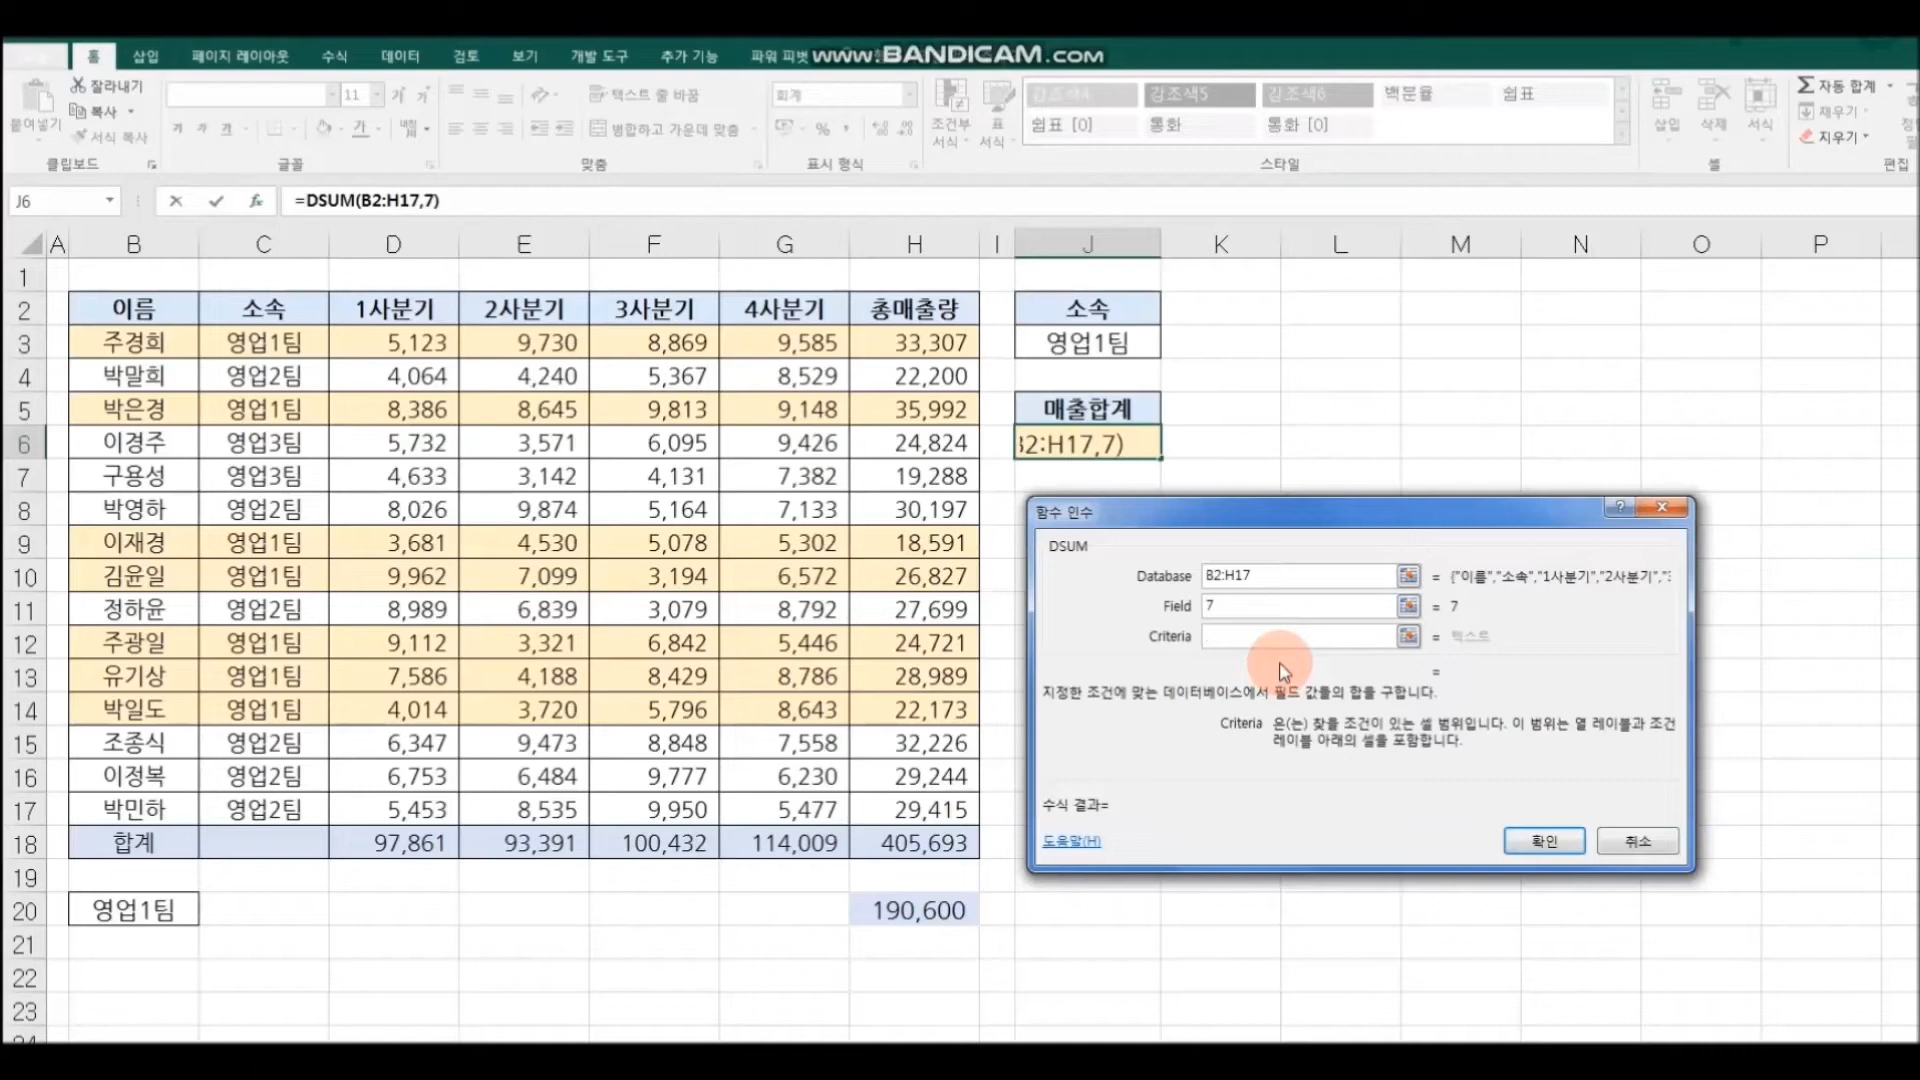 www.BANDICAM.com
홈 삽입 페이지 레이아웃 수식 데이터 검토 보기 개발 도구 추가 기능 파워 피벗
잘라내기
복사
서식 복사
붙여넣기
클립보드
11
가 가
가 가 가
글꼴
텍스트 줄 바꿈
병합하고 가운데 맞춤
맞춤
회계
표시 형식
조건부 서식
표 서식
강조색4 강조색5 강조색6 백분율 쉼표
쉼표 [0] 통화 통화 [0]
스타일
삽입 삭제 서식
셀
자동 합계
채우기
지우기
편집
J6 =DSUM(B2:H17,7)
A B C D E F G H I J K L M N O P
1
2 이름 소속 1사분기 2사분기 3사분기 4사분기 총매출량 소속
3 주경희 영업1팀 5,123 9,730 8,869 9,585 33,307 영업1팀
4 박말희 영업2팀 4,064 4,240 5,367 8,529 22,200
5 박은경 영업1팀 8,386 8,645 9,813 9,148 35,992 매출합계
6 이경주 영업3팀 5,732 3,571 6,095 9,426 24,824 B2:H17,7)
7 구용성 영업3팀 4,633 3,142 4,131 7,382 19,288
8 박영하 영업2팀 8,026 9,874 5,164 7,133 30,197
9 이재경 영업1팀 3,681 4,530 5,078 5,302 18,591
10 김윤일 영업1팀 9,962 7,099 3,194 6,572 26,827
11 정하윤 영업2팀 8,989 6,839 3,079 8,792 27,699
12 주광일 영업1팀 9,112 3,321 6,842 5,446 24,721
13 유기상 영업1팀 7,586 4,188 8,429 8,786 28,989
14 박일도 영업1팀 4,014 3,720 5,796 8,643 22,173
15 조종식 영업2팀 6,347 9,473 8,848 7,558 32,226
16 이정복 영업2팀 6,753 6,484 9,777 6,230 29,244
17 박민하 영업2팀 5,453 8,535 9,950 5,477 29,415
18 합계 97,861 93,391 100,432 114,009 405,693
19
20 영업1팀 190,600
21
22
23
함수 인수
DSUM
Database B2:H17 = {"이름","소속","1사분기","2사분기","3
Field 7 = 7
Criteria = 텍스트
=
지정한 조건에 맞는 데이터베이스에서 필드 값들의 합을 구합니다.
Criteria 은(는) 찾을 조건이 있는 셀 범위입니다. 이 범위는 열 레이블과 조건
레이블 아래의 셀을 포함합니다.
수식 결과=
도움말(H) 확인 취소